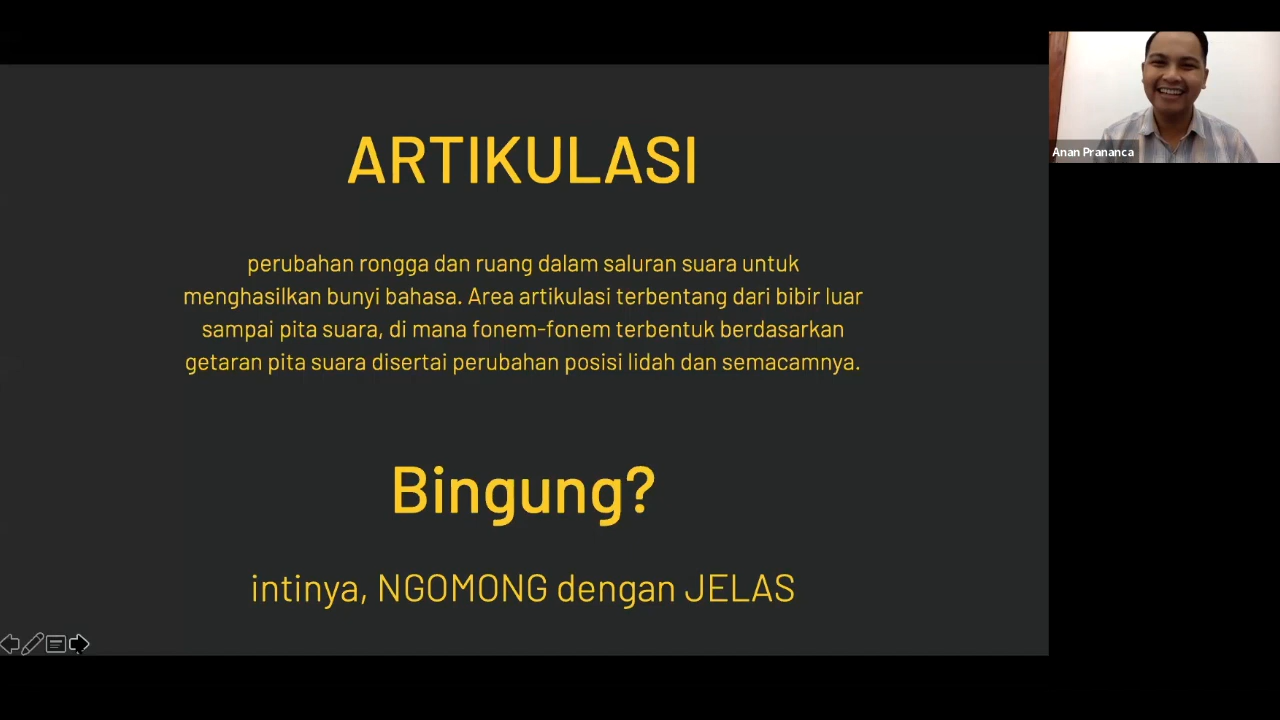 ARTIKULASI
perubahan rongga dan ruang dalam saluran suara untuk
menghasilkan bunyi bahasa. Area artikulasi terbentang dari bibir luar
sampai pita suara, di mana fonem-fonem terbentuk berdasarkan
getaran pita suara disertai perubahan posisi lidah dan semacamnya.
Bingung?
intinya, NGOMONG dengan JELAS
Anan Prananca